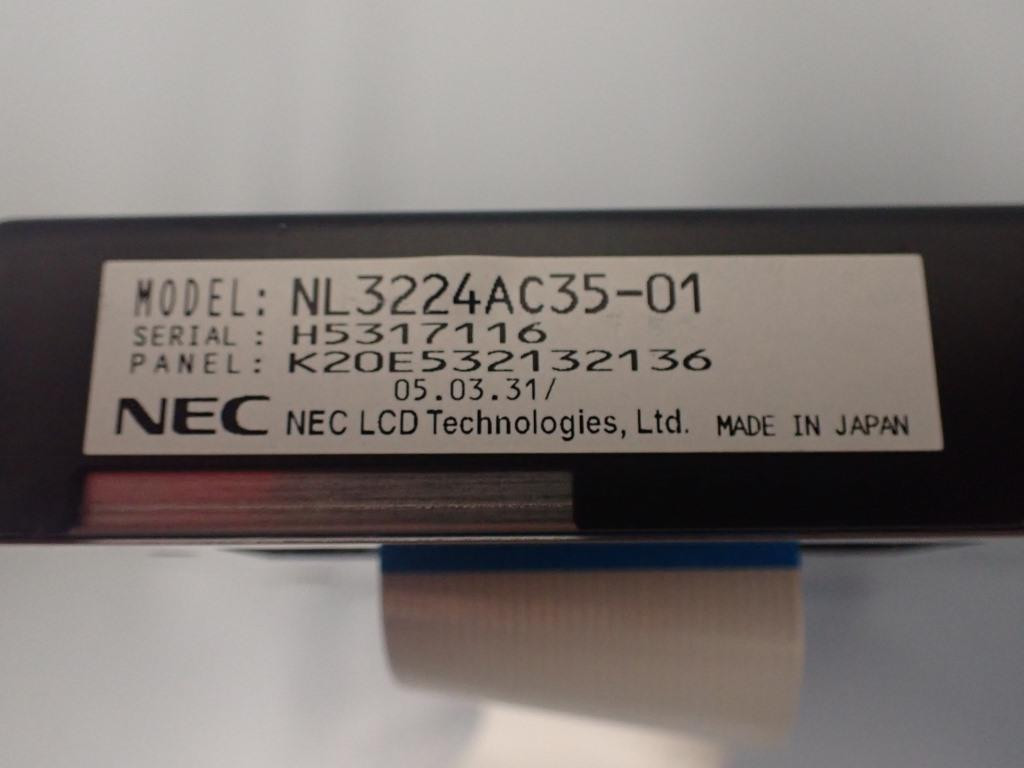 MODEL: NL3224AC35-01
SERIAL : H5317116
PANEL: K20E532132136
05.03.31/
NEC NEC LCD Technologies, Ltd. MADE IN JAPAN